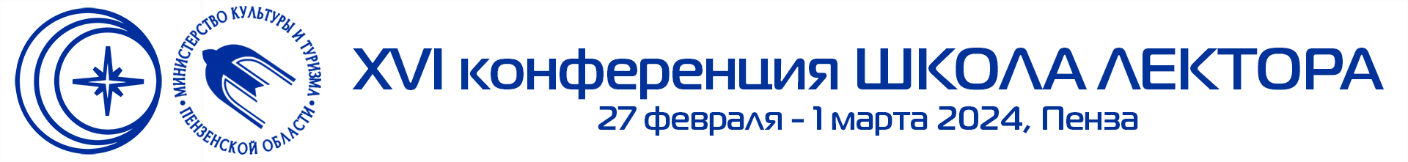 МИНИСТЕРСТВО КУЛЬТУРЫ И ТУРИЗМА
• ПЕНЗЕНСКОЙ ОБЛАСТИ •
XVI конференция ШКОЛА ЛЕКТОРА
27 февраля - 1 марта 2024, Пенза